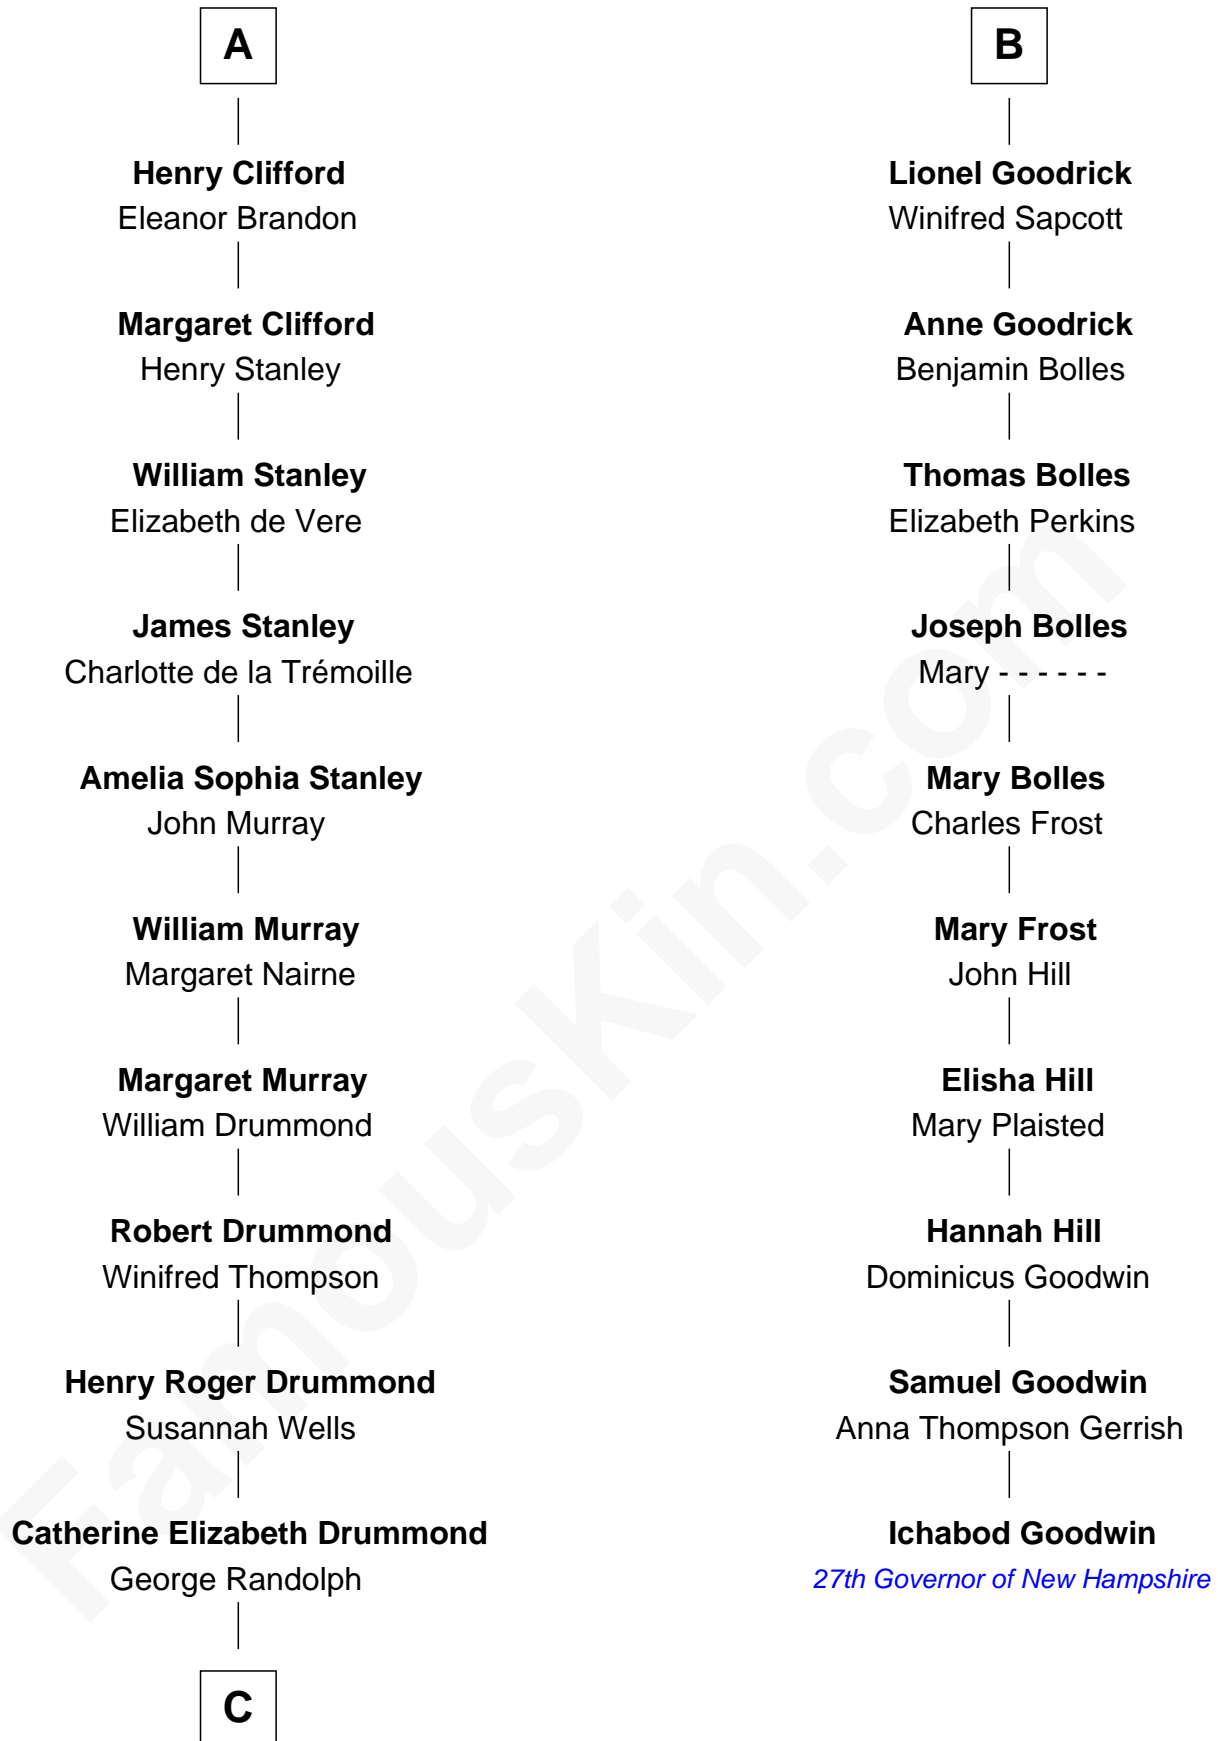 A
Henry Clifford
Eleanor Brandon
Margaret Clifford
Henry Stanley
William Stanley
Elizabeth de Vere
James Stanley
Charlotte de la Trémoille
Amelia Sophia Stanley
John Murray
William Murray
Margaret Nairne
Margaret Murray
William Drummond
Robert Drummond
Winifred Thompson
Henry Roger Drummond
Susannah Wells
Catherine Elizabeth Drummond
George Randolph
C
B
Lionel Goodrick
Winifred Sapcott
Anne Goodrick
Benjamin Bolles
Thomas Bolles
Elizabeth Perkins
Joseph Bolles
Mary - - - - - -
Mary Bolles
Charles Frost
Mary Frost
John Hill
Elisha Hill
Mary Plaisted
Hannah Hill
Dominicus Goodwin
Samuel Goodwin
Anna Thompson Gerrish
Ichabod Goodwin
27th Governor of New Hampshire
FamousKin.com